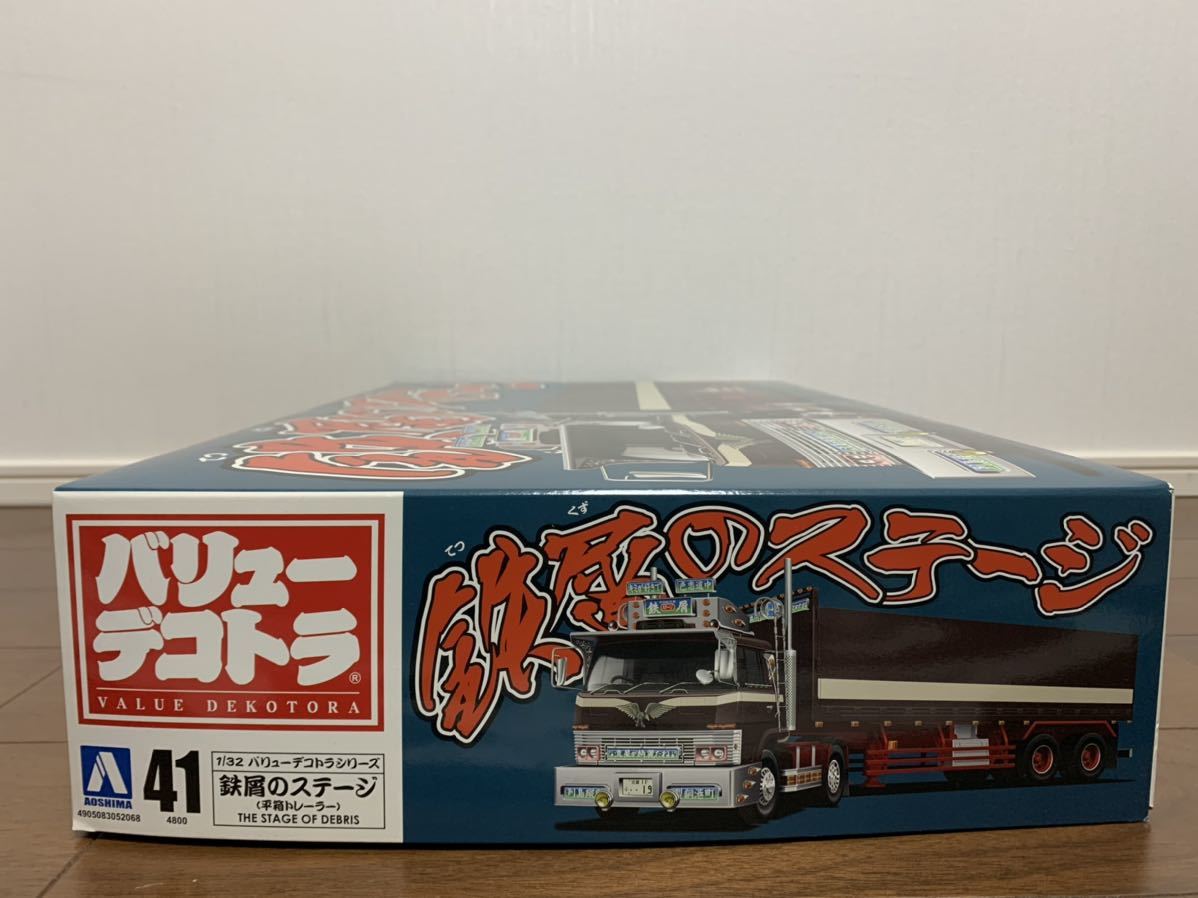 バリュー
デコトラ®
VALUE DEKOTORA
AOSHIMA
4905083052068
41
4800
1/32 バリューデコトラシリーズ
鉄屑のステージ
(平箱トレーラー)
THE STAGE OF DEBRIS
てつ くず
鉄屑のステージ
鉄 屑
19